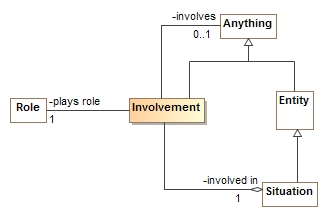 -involves
Anything
0..1
Role
-plays role
1
Involvement
Entity
-involved in
1
Situation